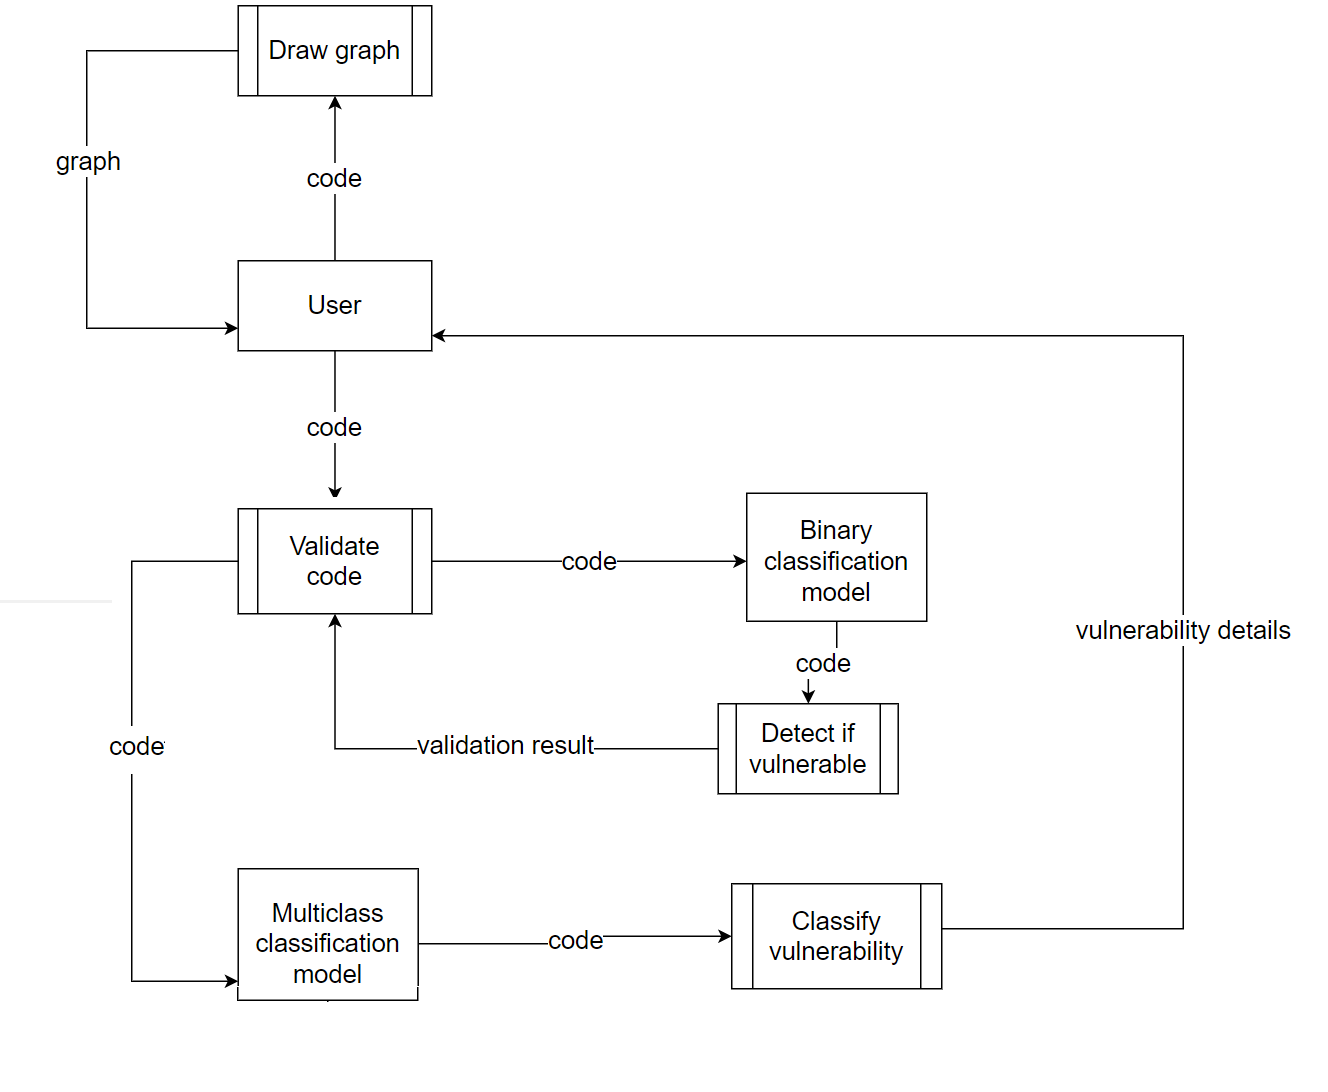 Draw graph
graph
code
User
code
Validate
code
code
Binary
classification
model
code
vulnerability details
validation result
Detect if
vulnerable
code
Multiclass
classification
model
code
Classify
vulnerability